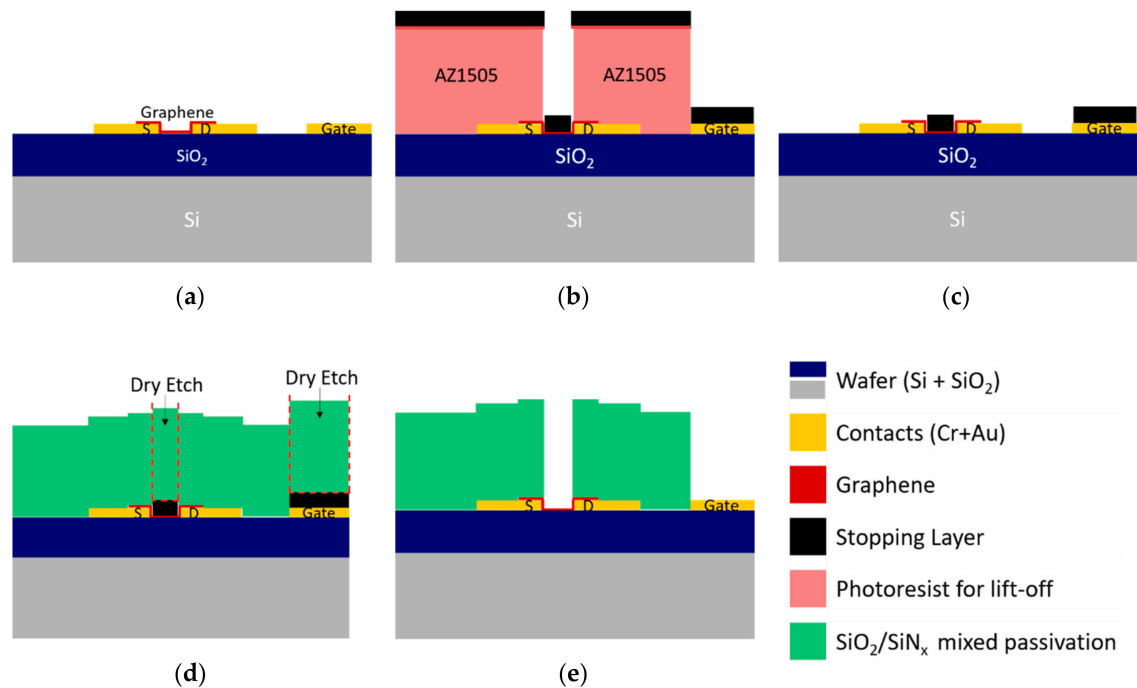 Graphene
S
D
Gate
SiO₂
Si
(a)
AZ1505
AZ1505
S
D
Gate
SiO₂
Si
(b)
S
D
Gate
SiO₂
Si
(c)
Dry Etch
Dry Etch
S
D
Gate
(d)
S
D
Gate
(e)
Wafer (Si + SiO₂)
Contacts (Cr+Au)
Graphene
Stopping Layer
Photoresist for lift-off
SiO₂/SiNₓ mixed passivation